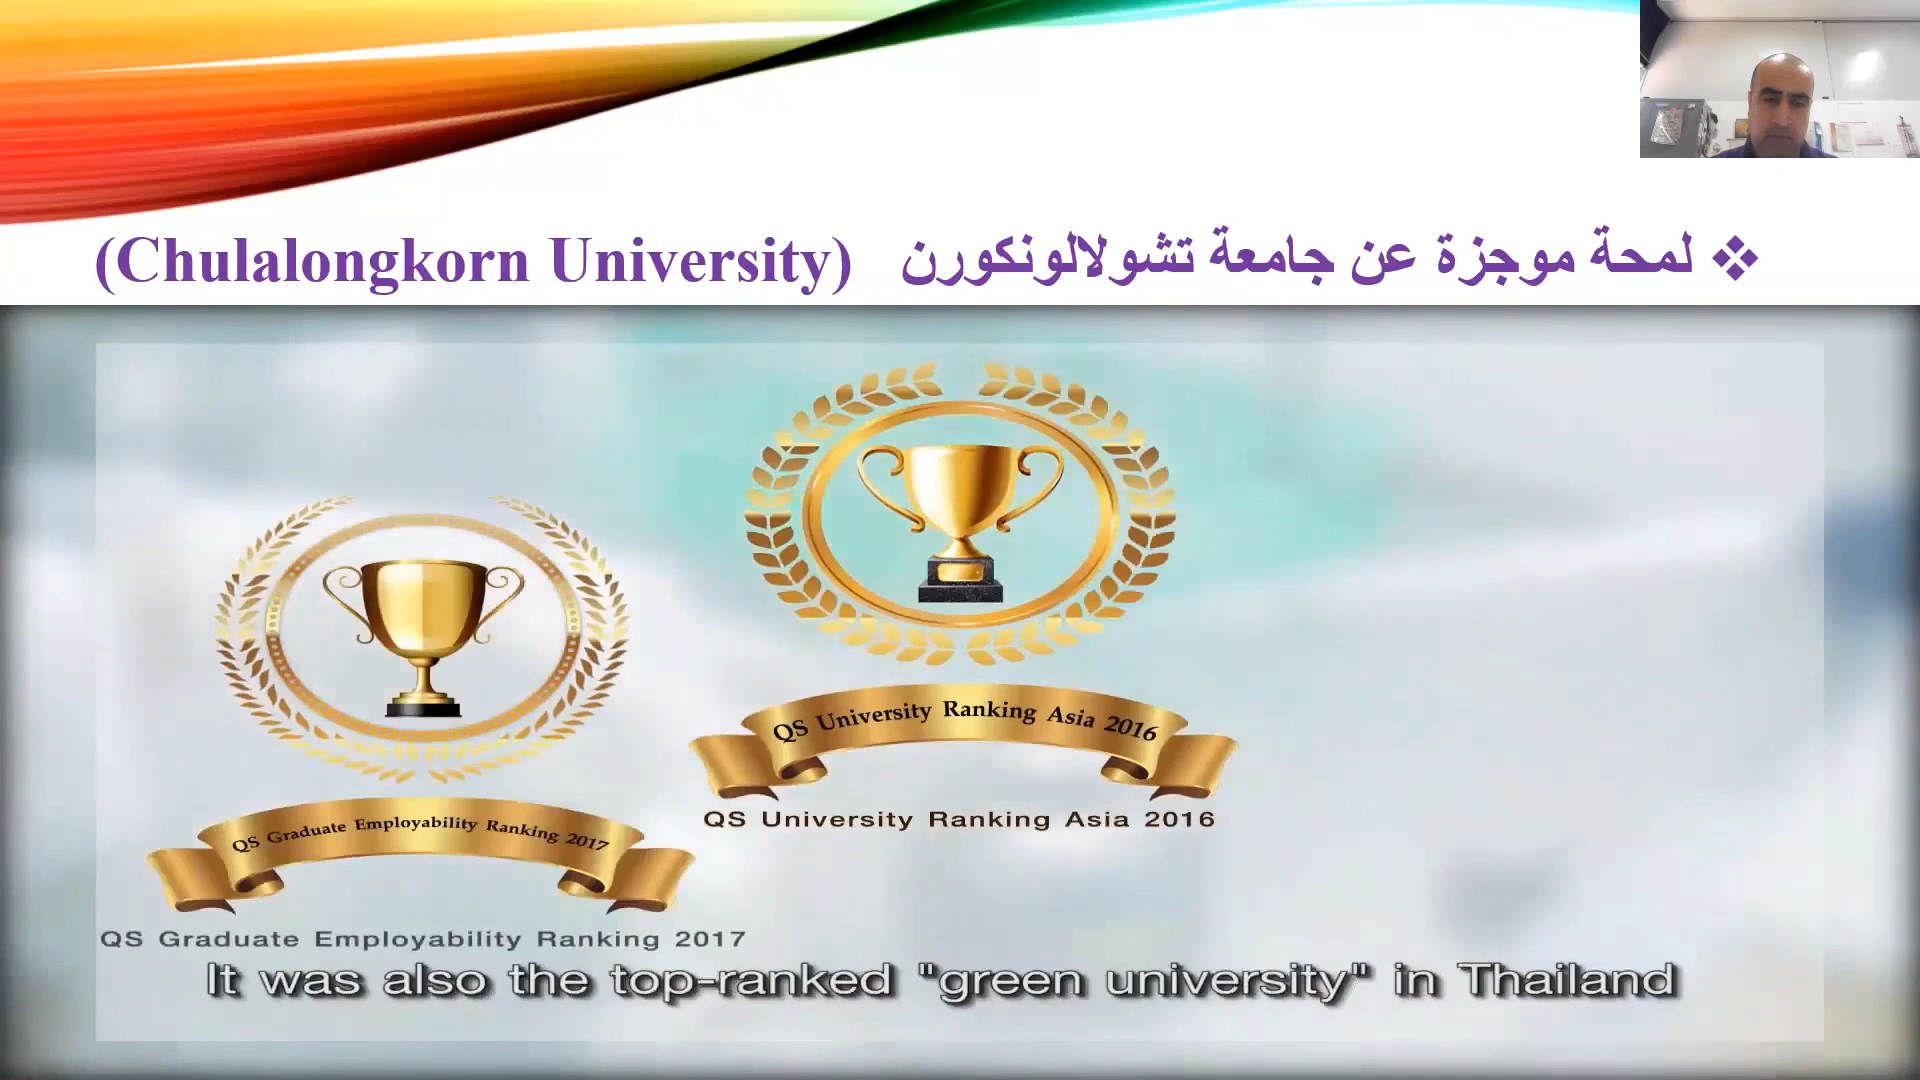 ❖ لمحة موجزة عن جامعة تشولالونكورن (Chulalongkorn University)
QS University Ranking Asia 2016
QS University Ranking Asia 2016
QS Graduate Employability Ranking 2017
QS Graduate Employability Ranking 2017
It was also the top-ranked "green university" in Thailand